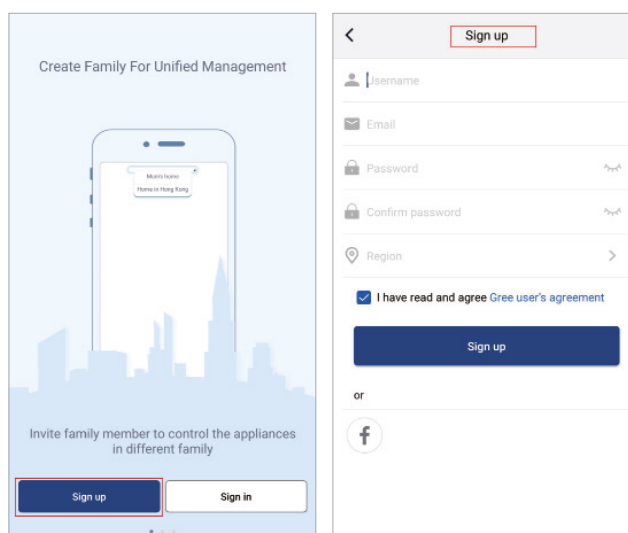 Create Family For Unified Management
Mum's home
Home in Hong Kong
Invite family member to control the appliances
in different family
Sign up
Sign in
Sign up
Username
Email
Password
Confirm password
Region
I have read and agree Gree user's agreement
Sign up
or
f